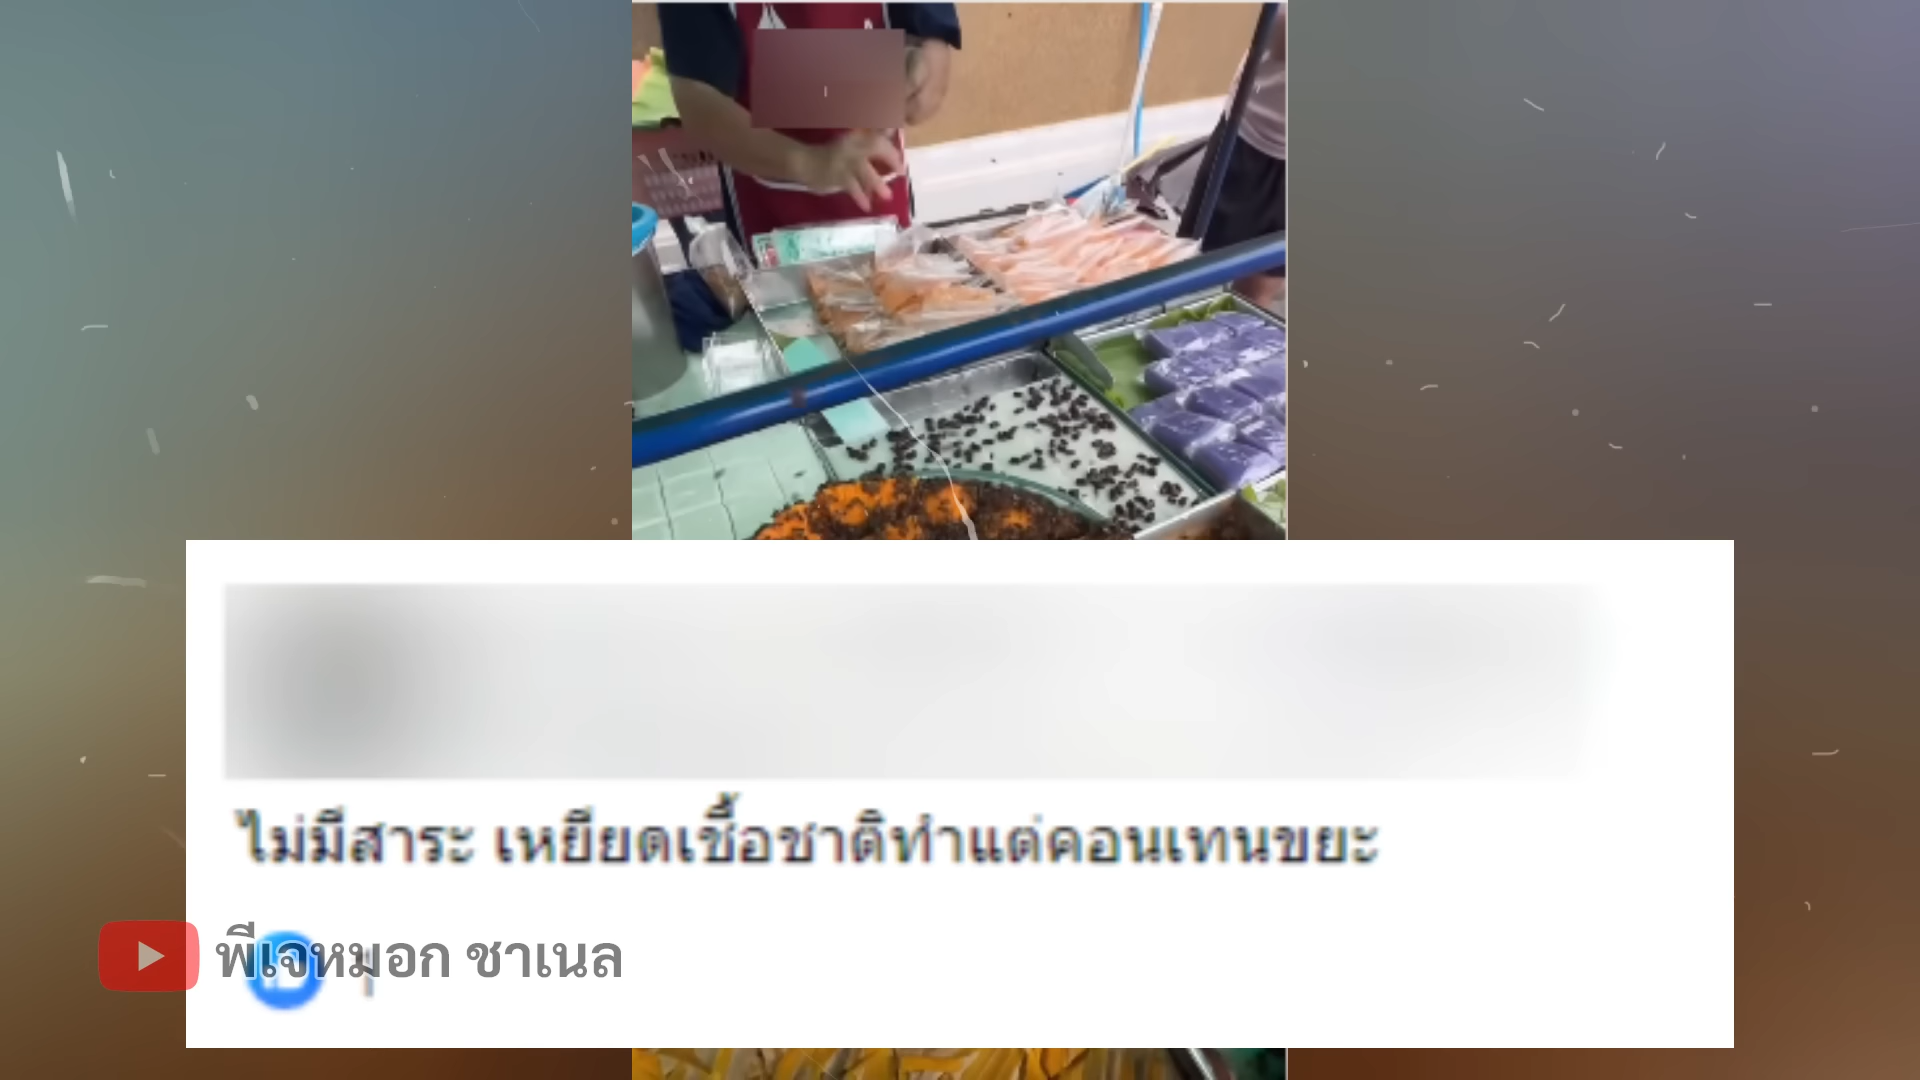 ไม่มีสาระ เหยียดเชื้อชาติทำแต่คอนเทนขยะ
พีเจหมอก ชาเนล